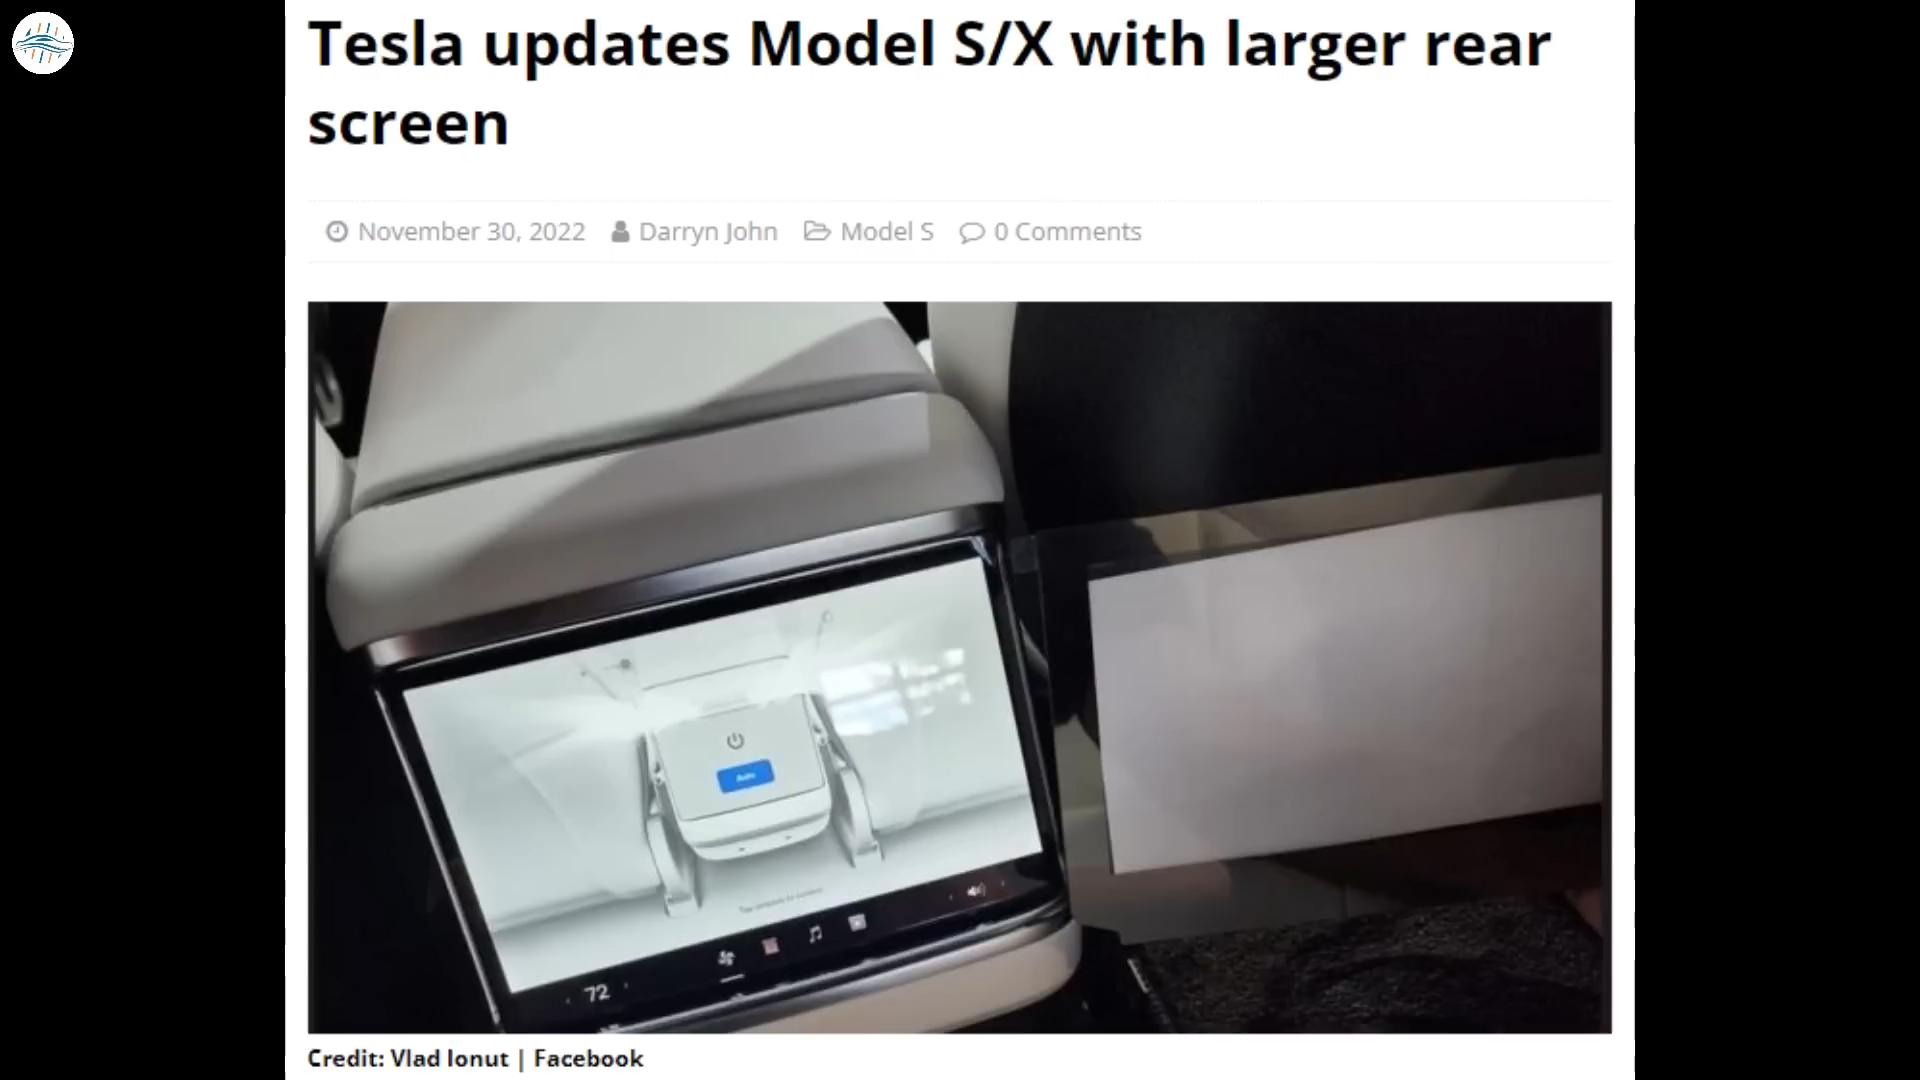 Tesla updates Model S/X with larger rear
screen
November 30, 2022 Darryn John Model S 0 Comments
Auto
72
Credit: Vlad Ionut | Facebook